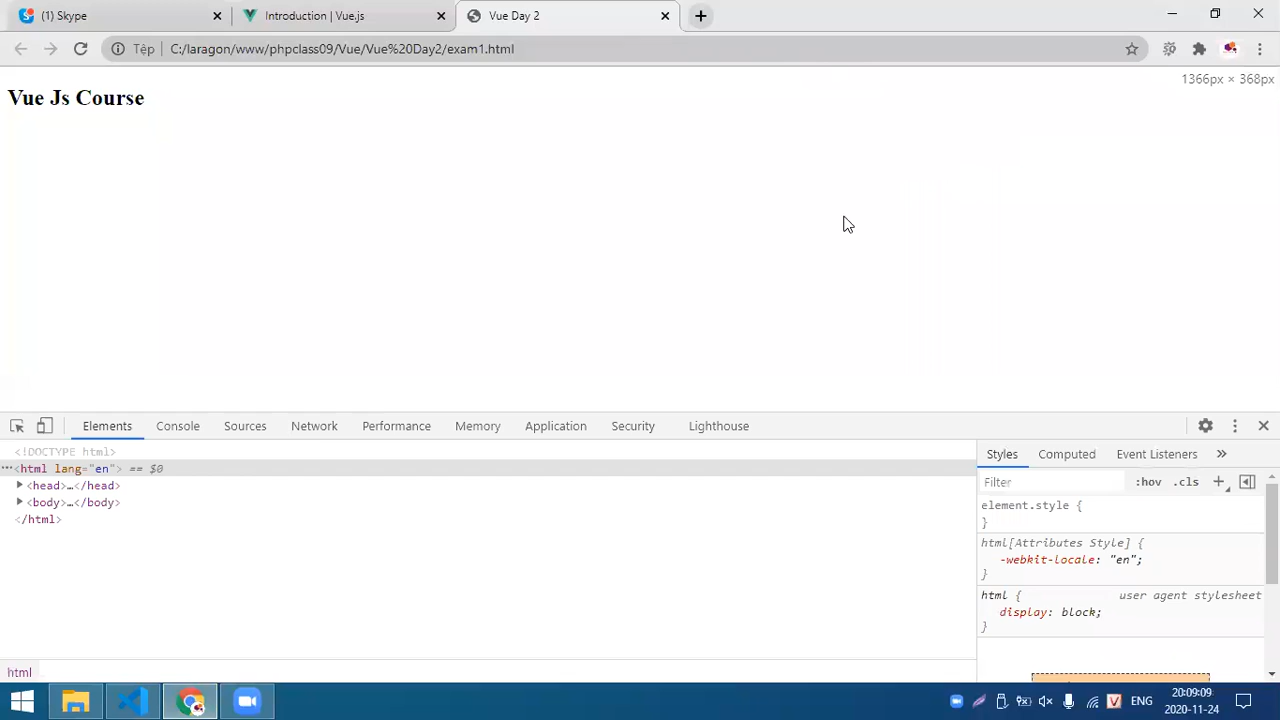 (1) Skype
Introduction | Vue.js
Vue Day 2
Tệp
C:/laragon/www/phpclass09/Vue/Vue%20Day2/exam1.html
1366px × 368px
Vue Js Course
Elements Console Sources Network Performance Memory Application Security Lighthouse
<!DOCTYPE html>
<html lang="en"> == $0
<head>…</head>
<body>…</body>
</html>
html
Styles Computed Event Listeners »
Filter :hov .cls +
element.style {
}
html[Attributes Style] {
-webkit-locale: "en";
}
html { user agent stylesheet
display: block;
}
ENG
20:09:09
2020-11-24